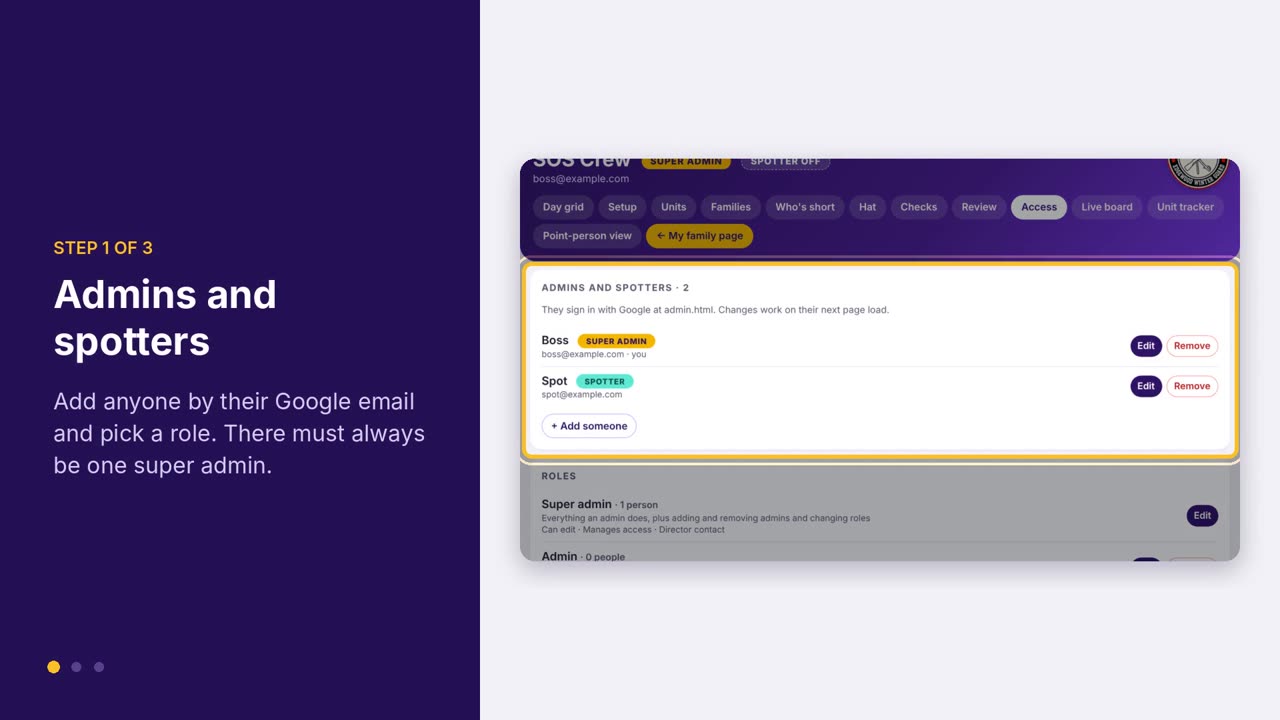 STEP 1 OF 3
Admins and
spotters
Add anyone by their Google email
and pick a role. There must always
be one super admin.
SOS Crew SUPER ADMIN SPOTTER OFF
boss@example.com
Day grid Setup Units Families Who's short Hat Checks Review Access Live board Unit tracker
Point-person view ← My family page
ADMINS AND SPOTTERS · 2
They sign in with Google at admin.html. Changes work on their next page load.
Boss SUPER ADMIN
boss@example.com · you
Edit Remove
Spot SPOTTER
spot@example.com
Edit Remove
+ Add someone
ROLES
Super admin · 1 person
Everything an admin does, plus adding and removing admins and changing roles
Can edit · Manages access · Director contact
Edit
Admin · 0 people